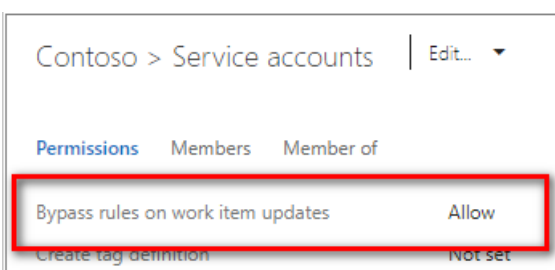 Contoso > Service accounts Edit...
Permissions Members Member of
Bypass rules on work item updates Allow
Create tag definition Not set